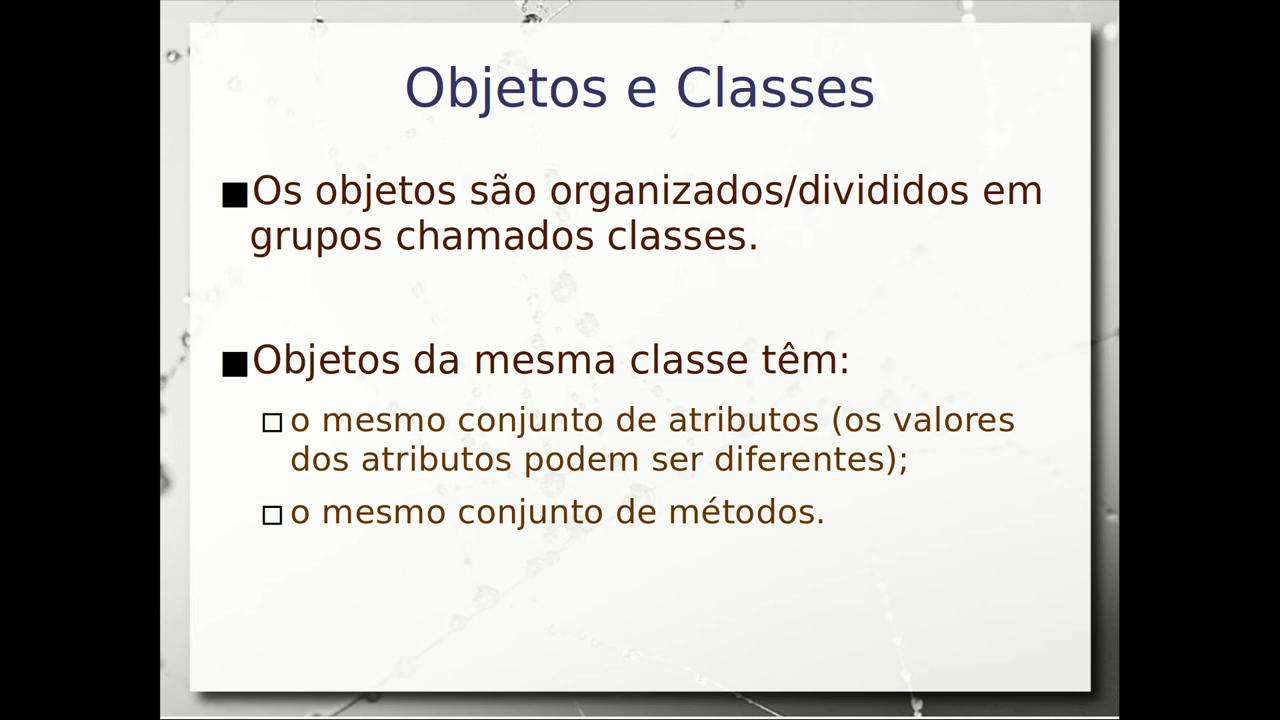 Objetos e Classes
Os objetos são organizados/divididos em
grupos chamados classes.
Objetos da mesma classe têm:
o mesmo conjunto de atributos (os valores
dos atributos podem ser diferentes);
o mesmo conjunto de métodos.